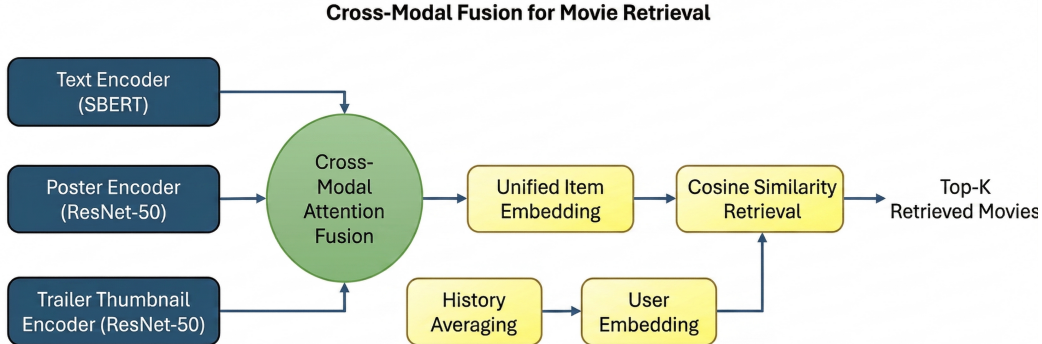 Cross-Modal Fusion for Movie Retrieval
Text Encoder
(SBERT)
Poster Encoder
(ResNet-50)
Trailer Thumbnail
Encoder (ResNet-50)
Cross-
Modal
Attention
Fusion
Unified Item
Embedding
Cosine Similarity
Retrieval
Top-K
Retrieved Movies
History
Averaging
User
Embedding